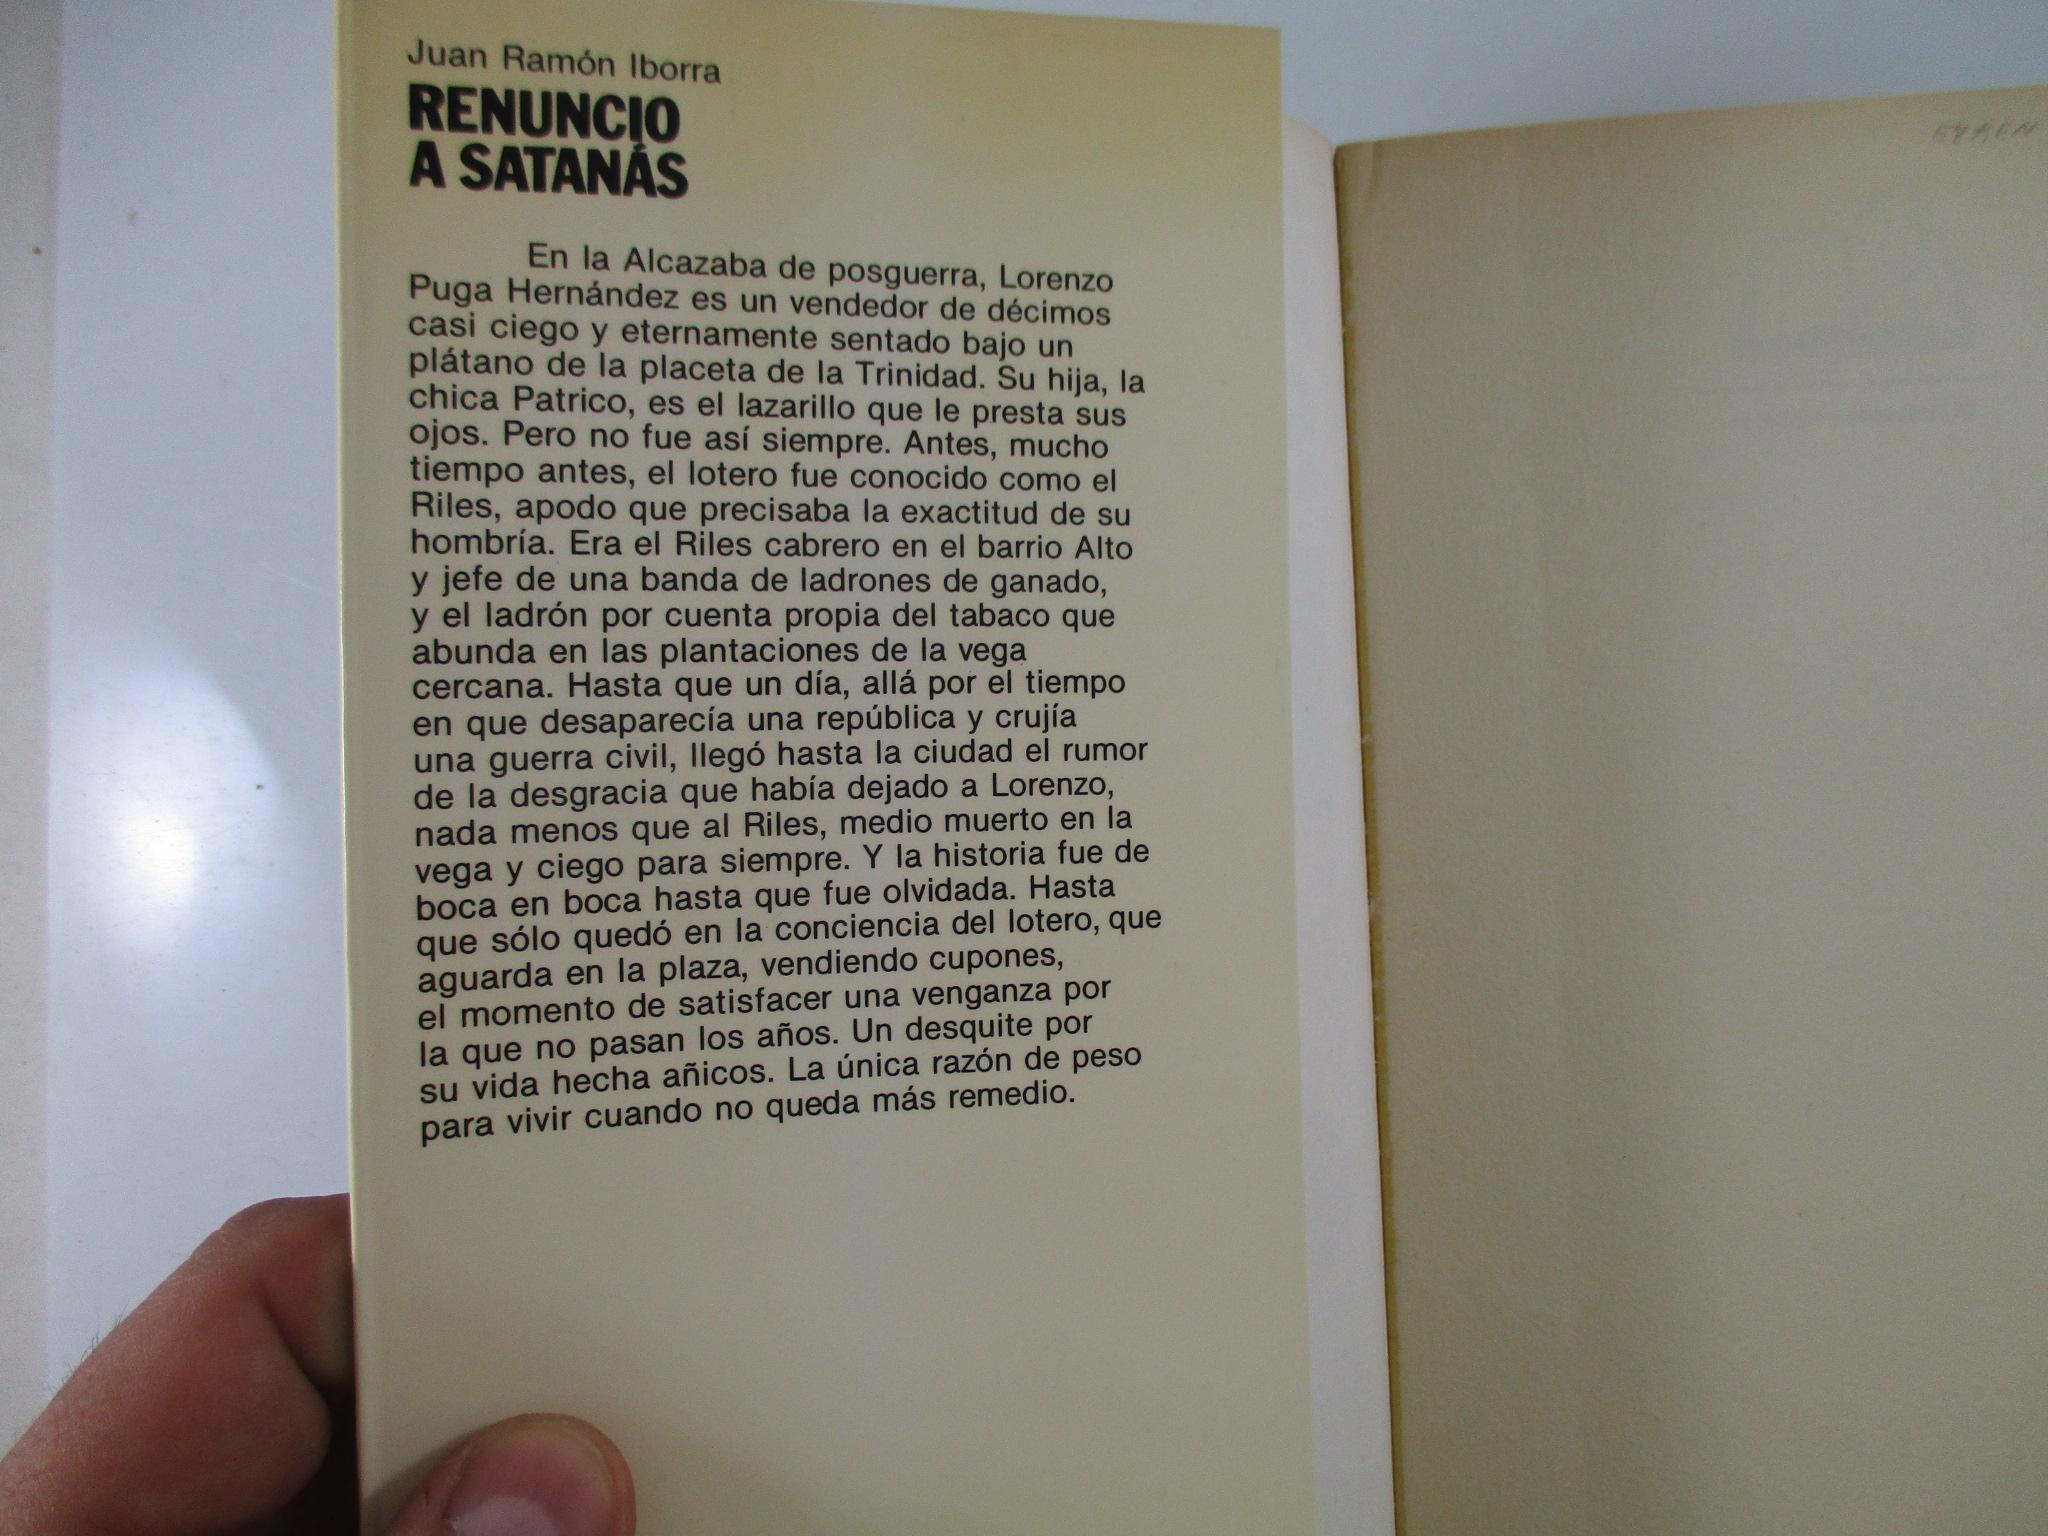 Juan Ramón Iborra
RENUNCIO
A SATANÁS
En la Alcazaba de posguerra, Lorenzo
Puga Hernández es un vendedor de décimos
casi ciego y eternamente sentado bajo un
plátano de la placeta de la Trinidad. Su hija, la
chica Patrico, es el lazarillo que le presta sus
ojos. Pero no fue así siempre. Antes, mucho
tiempo antes, el lotero fue conocido como el
Riles, apodo que precisaba la exactitud de su
hombría. Era el Riles cabrero en el barrio Alto
y jefe de una banda de ladrones de ganado,
y el ladrón por cuenta propia del tabaco que
abunda en las plantaciones de la vega
cercana. Hasta que un día, allá por el tiempo
en que desaparecía una república y crujía
una guerra civil, llegó hasta la ciudad el rumor
de la desgracia que había dejado a Lorenzo,
nada menos que al Riles, medio muerto en la
vega y ciego para siempre. Y la historia fue de
boca en boca hasta que fue olvidada. Hasta
que sólo quedó en la conciencia del lotero, que
aguarda en la plaza, vendiendo cupones,
el momento de satisfacer una venganza por
la que no pasan los años. Un desquite por
su vida hecha añicos. La única razón de peso
para vivir cuando no queda más remedio.